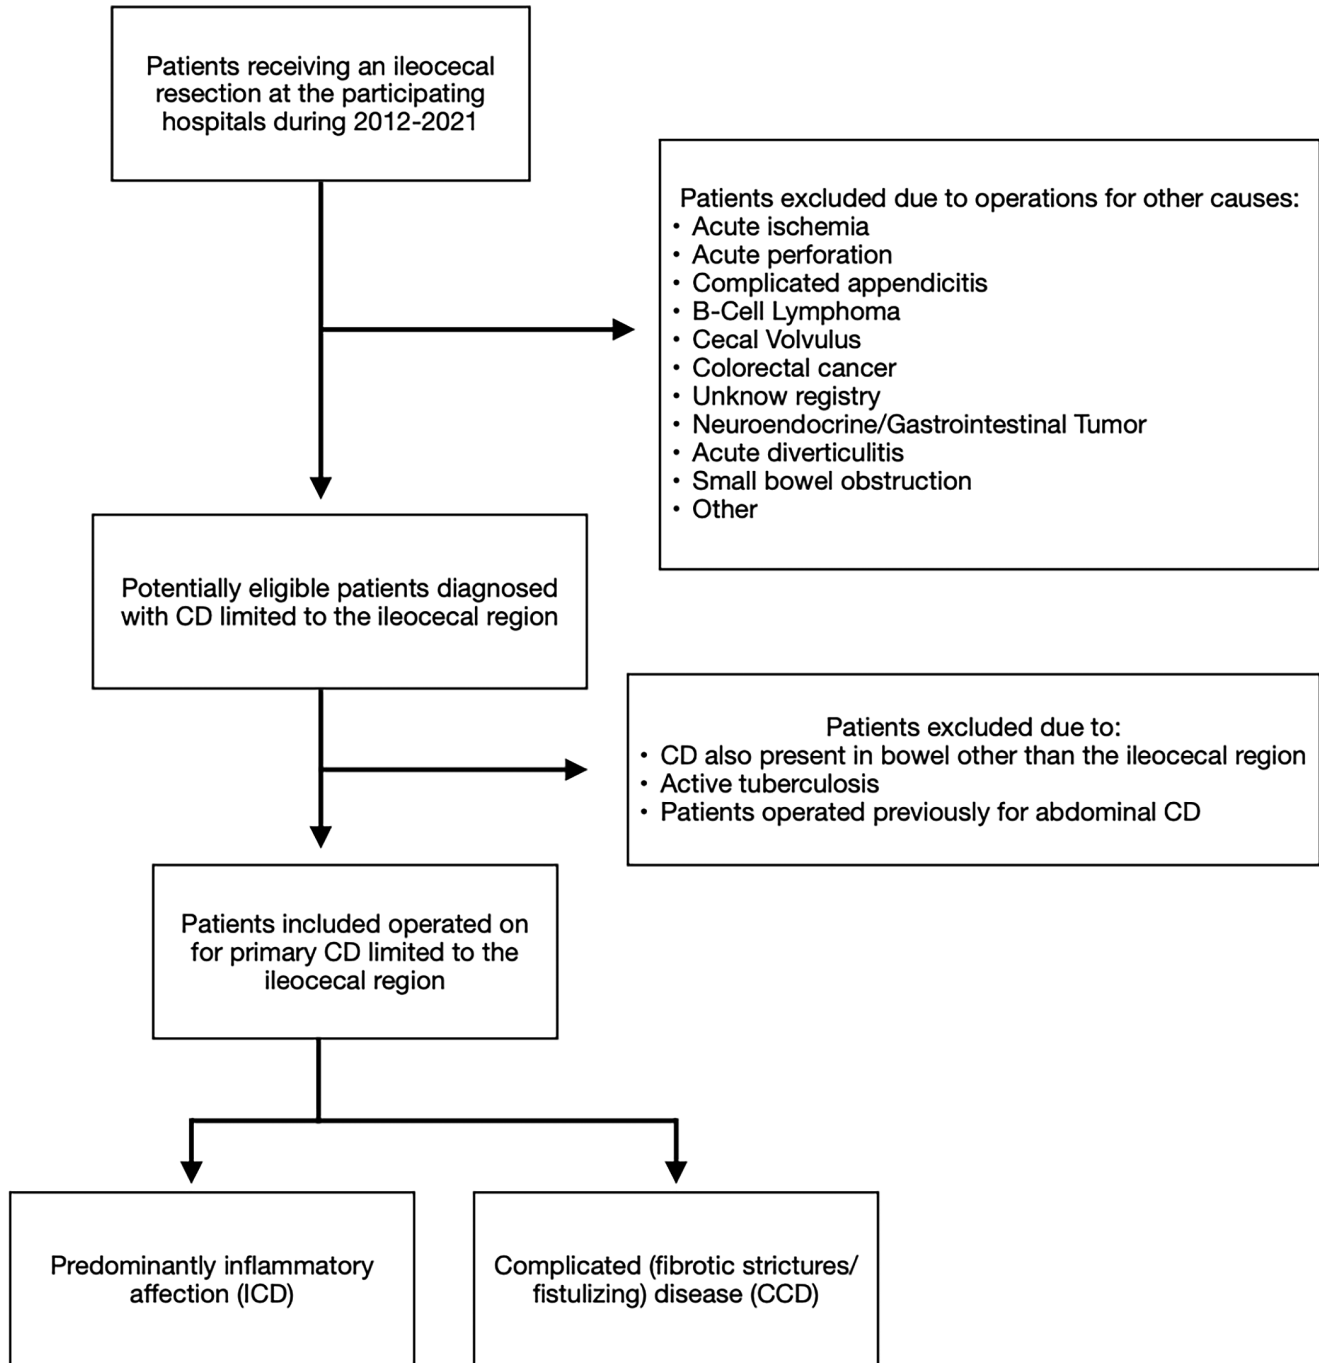 Patients receiving an ileocecal
resection at the participating
hospitals during 2012-2021
Patients excluded due to operations for other causes:
• Acute ischemia
• Acute perforation
• Complicated appendicitis
• B-Cell Lymphoma
• Cecal Volvulus
• Colorectal cancer
• Unknow registry
• Neuroendocrine/Gastrointestinal Tumor
• Acute diverticulitis
• Small bowel obstruction
• Other
Potentially eligible patients diagnosed
with CD limited to the ileocecal region
Patients excluded due to:
• CD also present in bowel other than the ileocecal region
• Active tuberculosis
• Patients operated previously for abdominal CD
Patients included operated on
for primary CD limited to the
ileocecal region
Predominantly inflammatory
affection (ICD)
Complicated (fibrotic strictures/
fistulizing) disease (CCD)